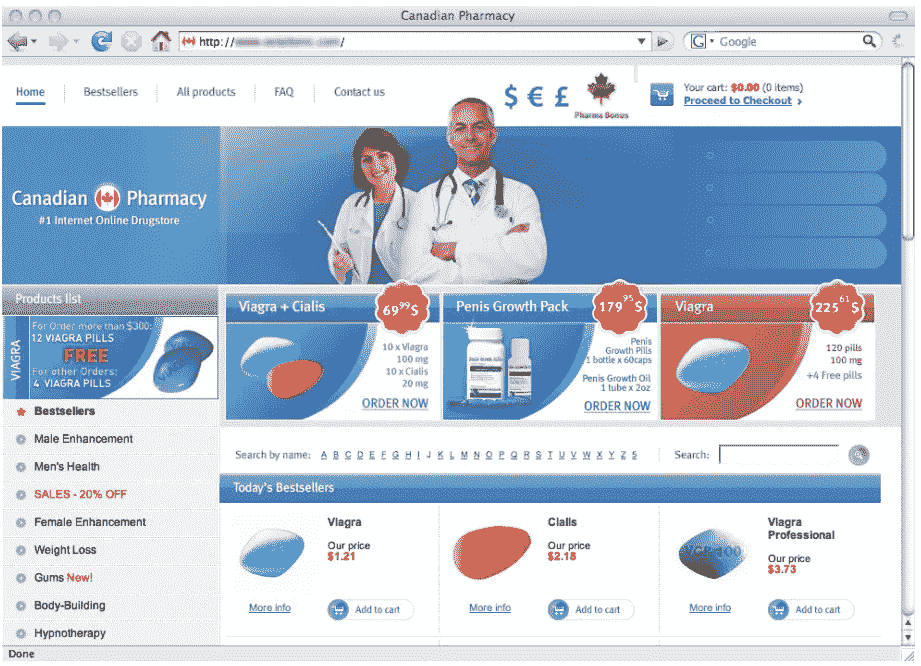 Canadian Pharmacy
http://
/
Google
Home
Bestsellers
All products
FAQ
Contact us
$ € £
Pharma Bonus
Your cart: $0.00 (0 items)
Proceed to Checkout ›
Canadian Pharmacy
#1 Internet Online Drugstore
Products list
VIAGRA
For Order more than $300:
12 VIAGRA PILLS
FREE
For other Orders:
4 VIAGRA PILLS
Bestsellers
Male Enhancement
Men's Health
SALES - 20% OFF
Female Enhancement
Weight Loss
Gums New!
Body-Building
Hypnotherapy
Viagra + Cialis
69.99$
10 x Viagra
100 mg
10 x Cialis
20 mg
ORDER NOW
Penis Growth Pack
179.95$
Penis
Growth Pills
1 bottle x 60caps
Penis Growth Oil
1 tube x 2oz
ORDER NOW
Viagra
225.61$
120 pills
100 mg
+4 Free pills
ORDER NOW
Search by name: A B C D E F G H I J K L M N O P Q R S T U V W X Y Z 5
Search:
Today's Bestsellers
Viagra
Our price
$1.21
More info
Add to cart
Cialis
Our price
$2.18
More info
Add to cart
Viagra
Professional
Our price
$3.73
VGR 100
More info
Add to cart
Done